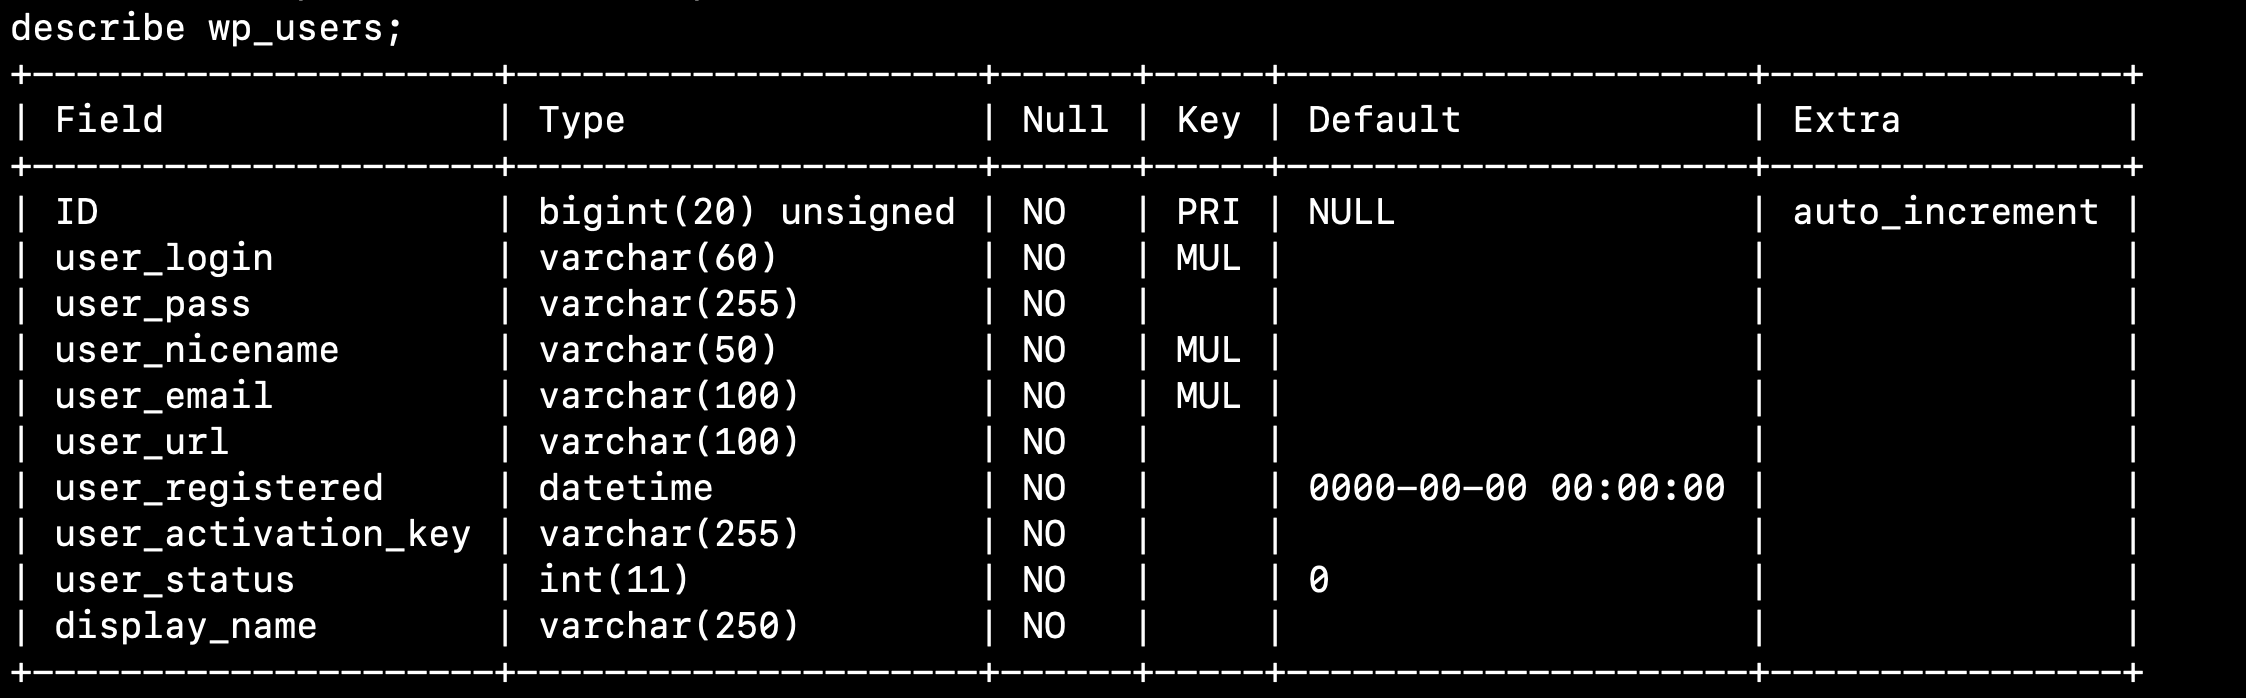 describe wp_users;
+---------------------+---------------------+------+-----+---------------------+----------------+
| Field               | Type                | Null | Key | Default             | Extra          |
+---------------------+---------------------+------+-----+---------------------+----------------+
| ID                  | bigint(20) unsigned | NO   | PRI | NULL                | auto_increment |
| user_login          | varchar(60)         | NO   | MUL |                     |                |
| user_pass           | varchar(255)        | NO   |     |                     |                |
| user_nicename       | varchar(50)         | NO   | MUL |                     |                |
| user_email          | varchar(100)        | NO   | MUL |                     |                |
| user_url            | varchar(100)        | NO   |     |                     |                |
| user_registered     | datetime            | NO   |     | 0000-00-00 00:00:00 |                |
| user_activation_key | varchar(255)        | NO   |     |                     |                |
| user_status         | int(11)             | NO   |     | 0                   |                |
| display_name        | varchar(250)        | NO   |     |                     |                |
+---------------------+---------------------+------+-----+---------------------+----------------+